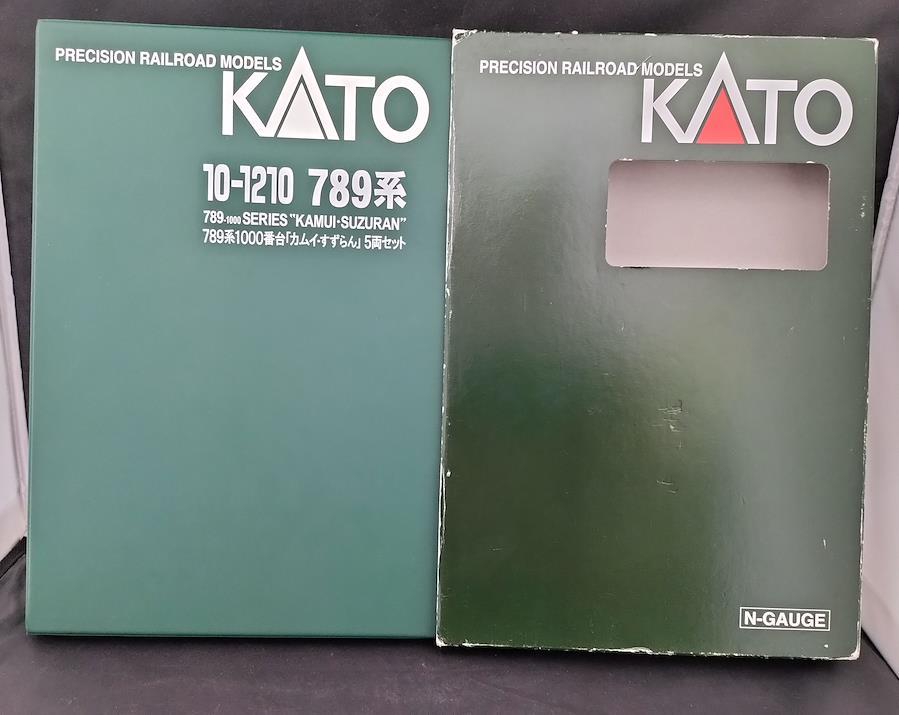 PRECISION RAILROAD MODELS
KATO
10-1210 789系
789-1000 SERIES "KAMUI·SUZURAN"
789系1000番台「カムイ・すずらん」5両セット
PRECISION RAILROAD MODELS
KATO
N-GAUGE